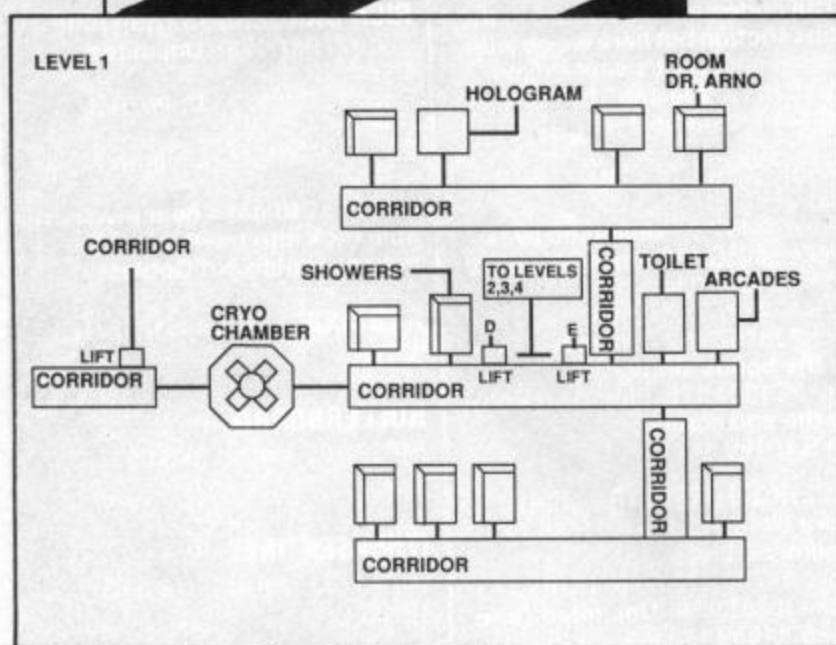 LEVEL 1
ROOM
DR. ARNO
HOLOGRAM
CORRIDOR
CORRIDOR
SHOWERS
TO LEVELS
2,3,4
CORRIDOR
TOILET
ARCADES
CRYO
CHAMBER
D
E
LIFT
LIFT
LIFT
CORRIDOR
CORRIDOR
CORRIDOR
CORRIDOR